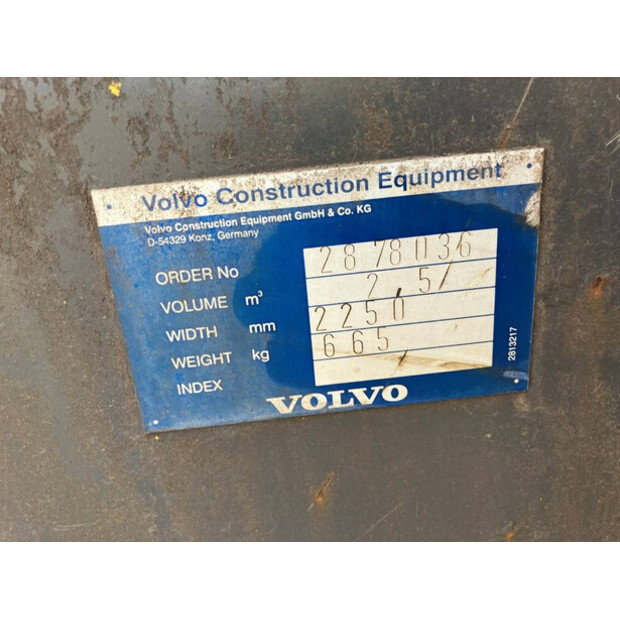 Volvo Construction Equipment
Volvo Construction Equipment GmbH & Co. KG
D-54329 Konz, Germany
ORDER No 2878036
VOLUME m³ 2,5/
WIDTH mm 2250
WEIGHT kg 665
INDEX
2813217
VOLVO